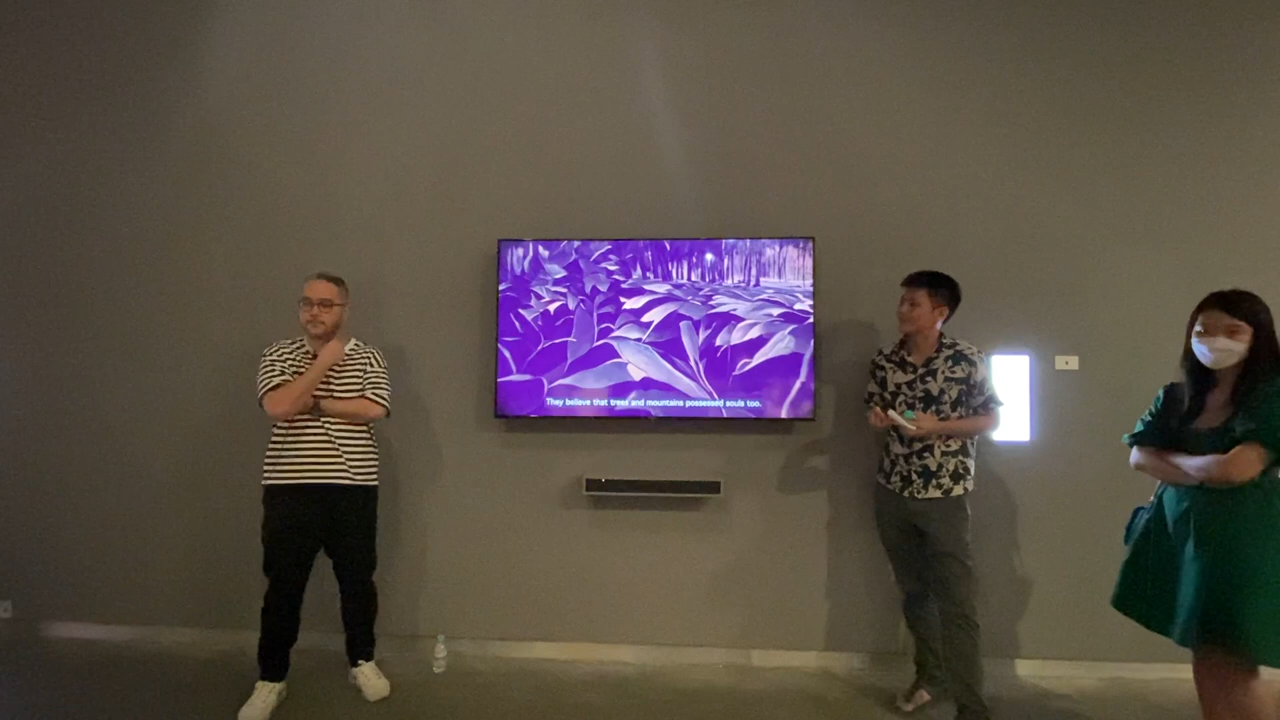 They believe that trees and mountains possessed souls too.